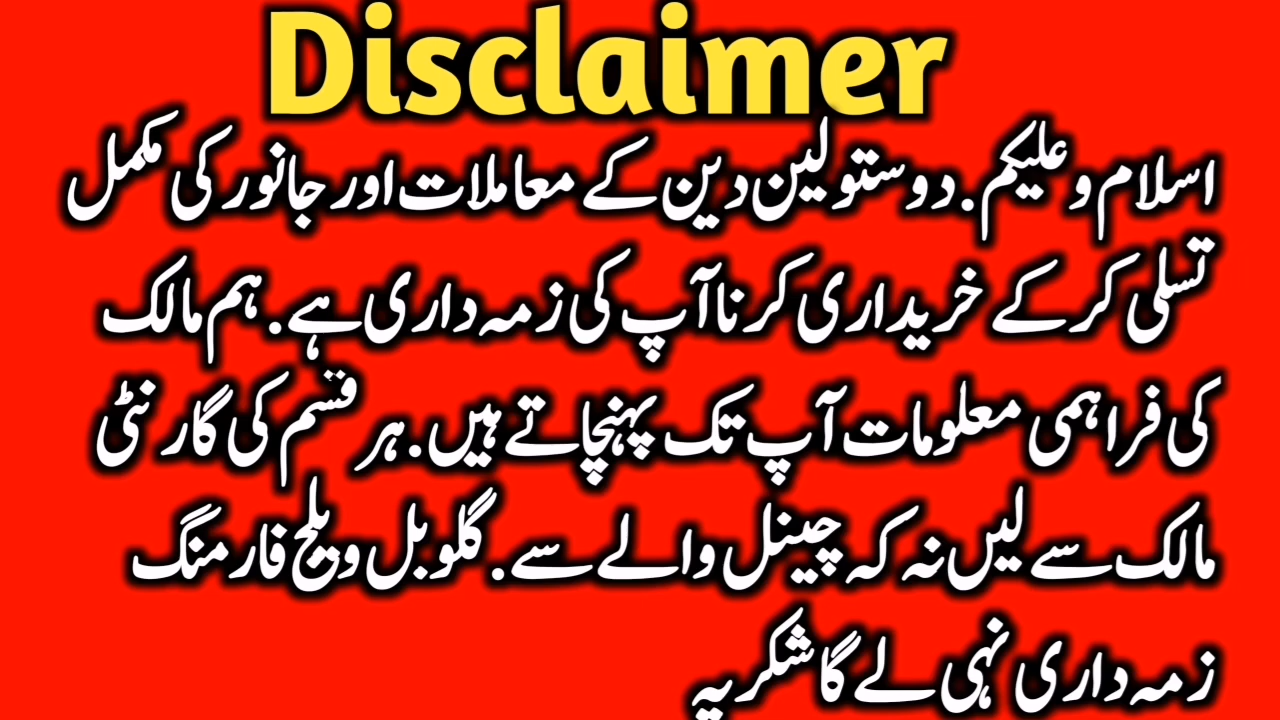 Disclaimer
اسلام و علیکم. دوستو لین دین کے معاملات اور جانور کی مکمل
تسلی کر کے خریداری کرنا آپ کی زمہ داری ہے. ہم مالک
کی فراہمی معلومات آپ تک پہنچاتے ہیں. ہر قسم کی گارنٹی
مالک سے لیں نہ کہ چینل والے سے. گلوبل ویلج فارمنگ
زمہ داری نہی لے گا شکریہ